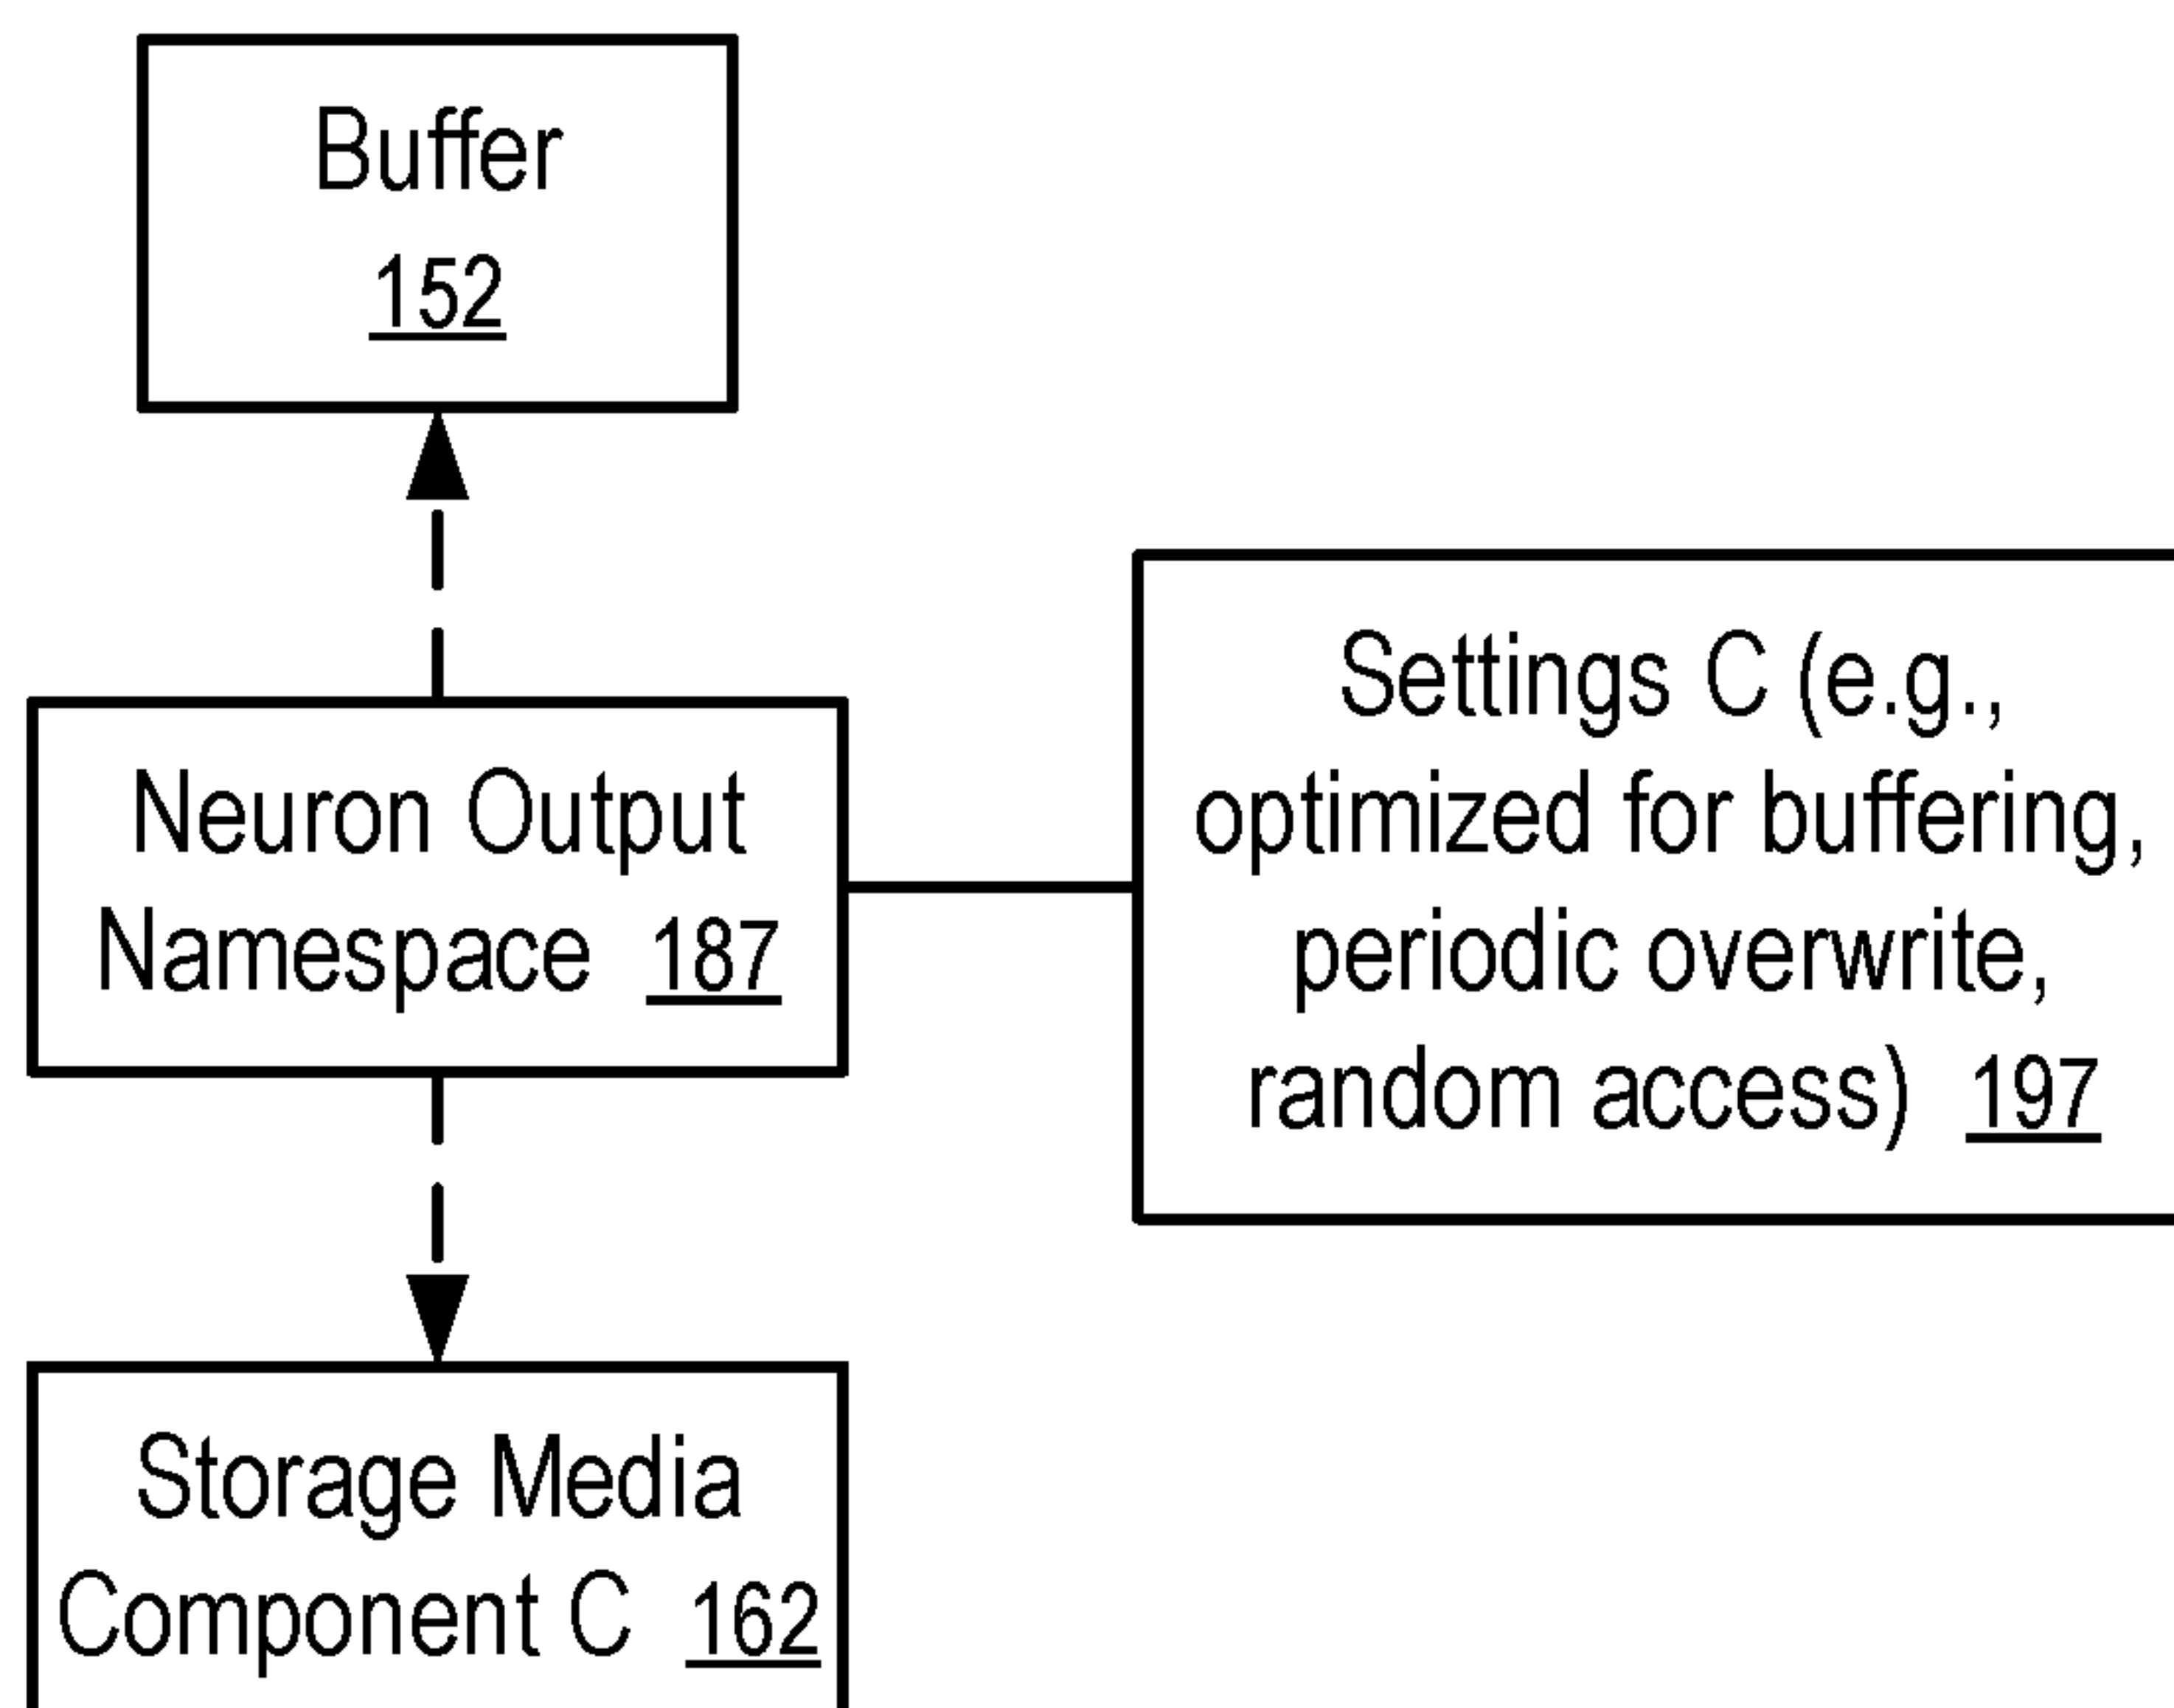 Buffer
152
Neuron Output
Namespace 187
Settings C (e.g.,
optimized for buffering,
periodic overwrite,
random access) 197
Storage Media
Component C 162